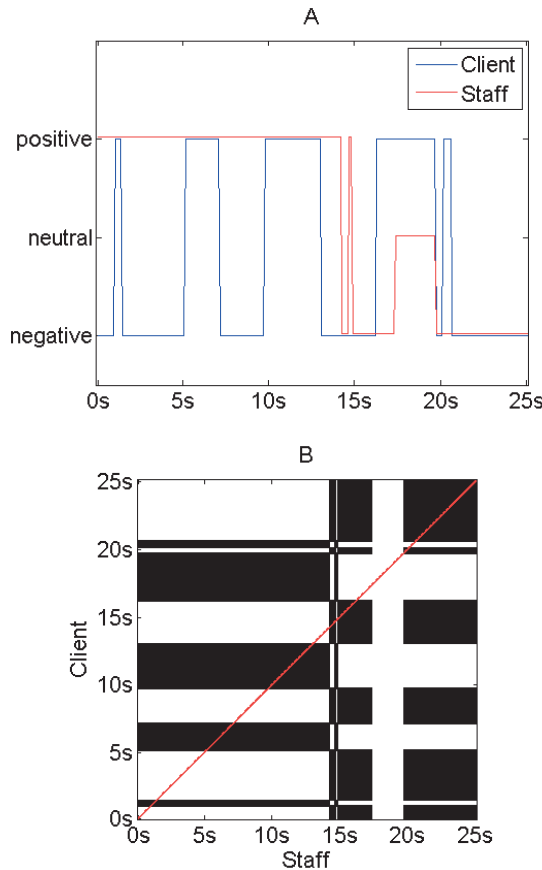 A
Client
Staff
positive
neutral
negative
0s 5s 10s 15s 20s 25s
B
25s
20s
15s
10s
5s
0s
Client
0s 5s 10s 15s 20s 25s
Staff